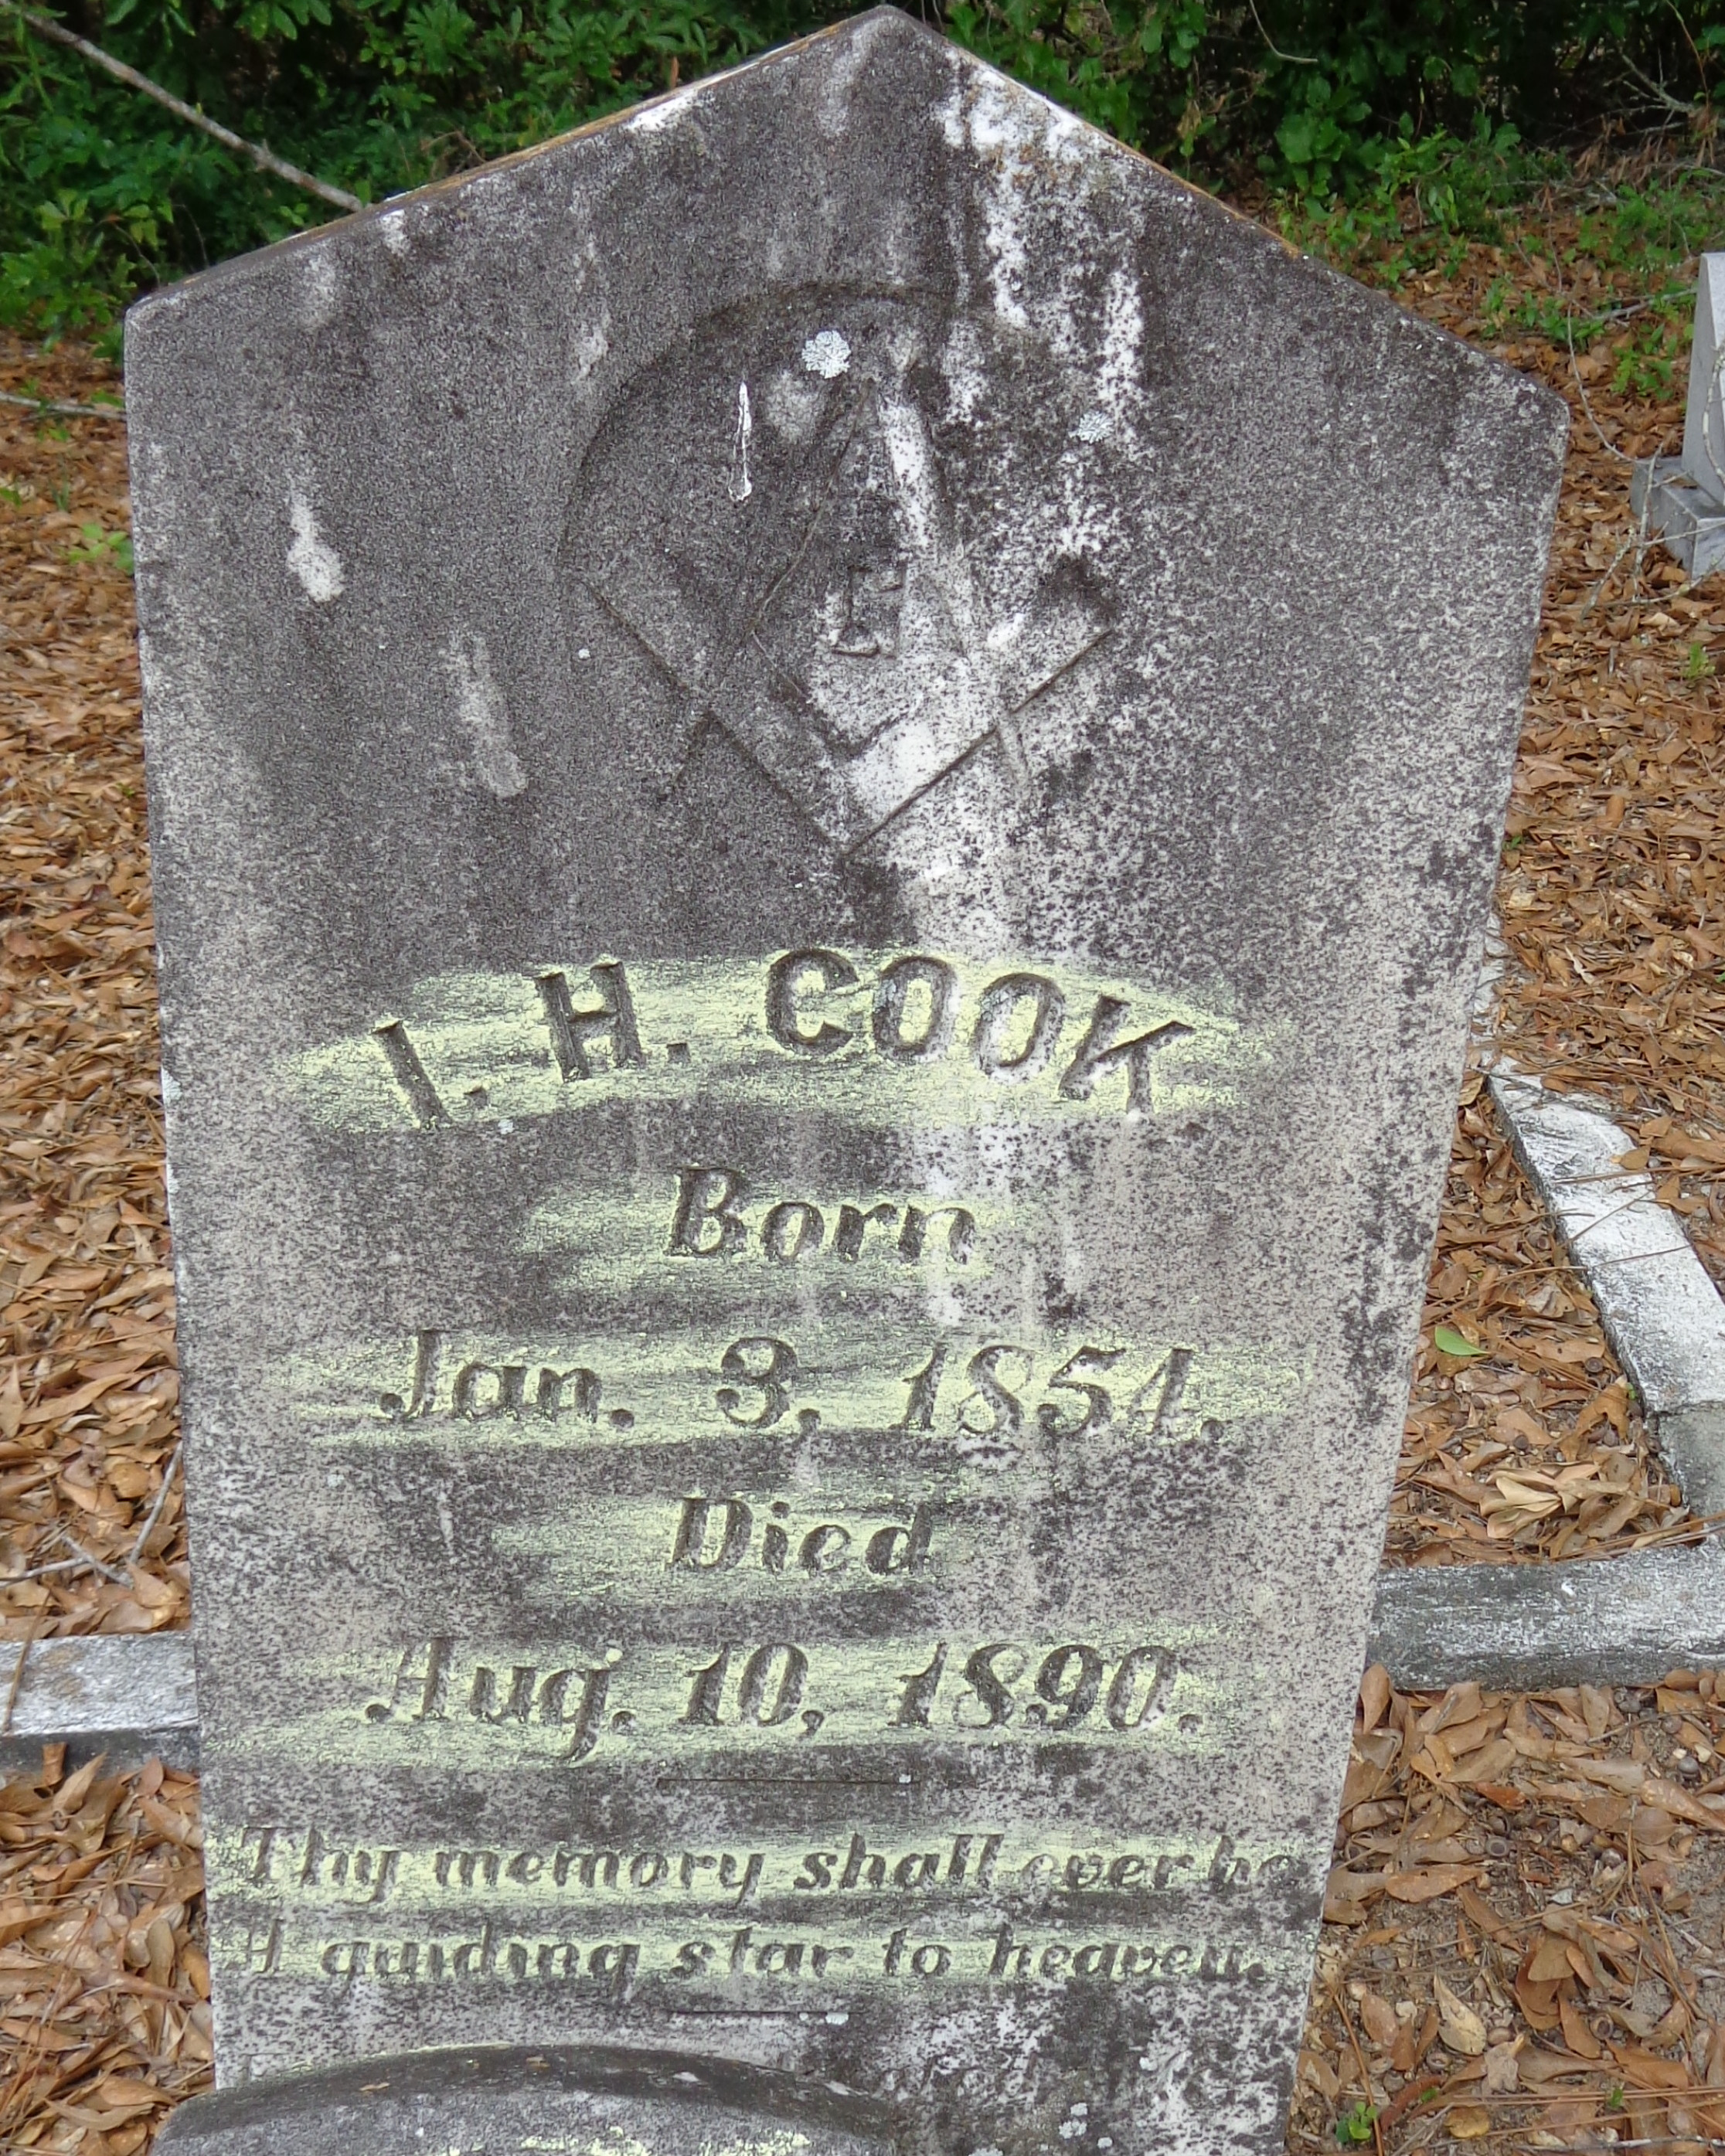 G
I. H. COOK
Born
Jan. 3, 1854.
Died
Aug. 10, 1890.
Thy memory shall ever be
A guiding star to heaven.